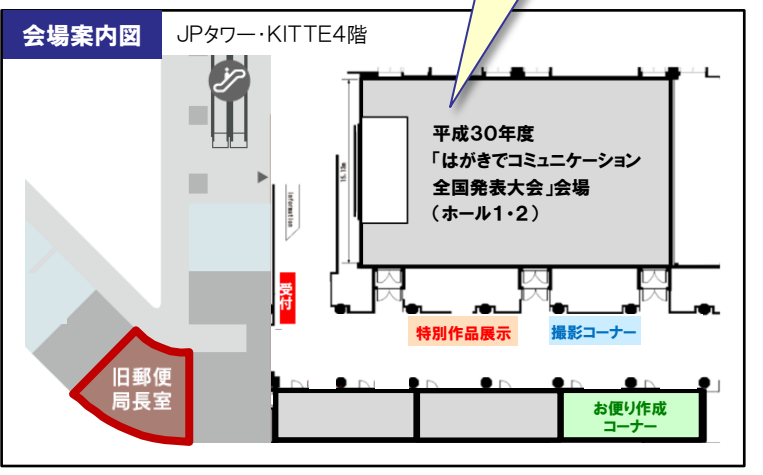 会場案内図
JPタワー・KITTE4階
平成30年度
「はがきでコミュニケーション
全国発表大会」会場
（ホール1・2）
Information
受付
特別作品展示
撮影コーナー
旧郵便
局長室
お便り作成
コーナー